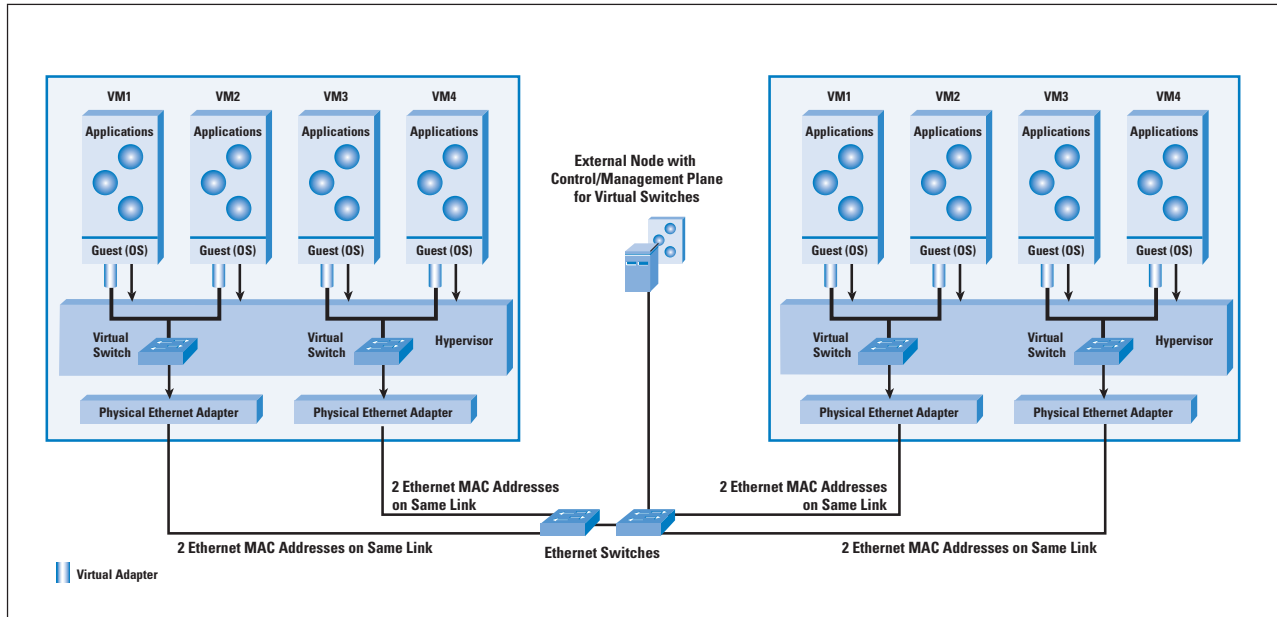 VM1
VM2
VM3
VM4
Applications
Applications
Applications
Applications
Guest (OS)
Guest (OS)
Guest (OS)
Guest (OS)
Virtual
Switch
Virtual
Switch
Hypervisor
Physical Ethernet Adapter
Physical Ethernet Adapter
External Node with
Control/Management Plane
for Virtual Switches
VM1
VM2
VM3
VM4
Applications
Applications
Applications
Applications
Guest (OS)
Guest (OS)
Guest (OS)
Guest (OS)
Virtual
Switch
Virtual
Switch
Hypervisor
Physical Ethernet Adapter
Physical Ethernet Adapter
2 Ethernet MAC Addresses
on Same Link
2 Ethernet MAC Addresses
on Same Link
2 Ethernet MAC Addresses on Same Link
Ethernet Switches
2 Ethernet MAC Addresses on Same Link
Virtual Adapter